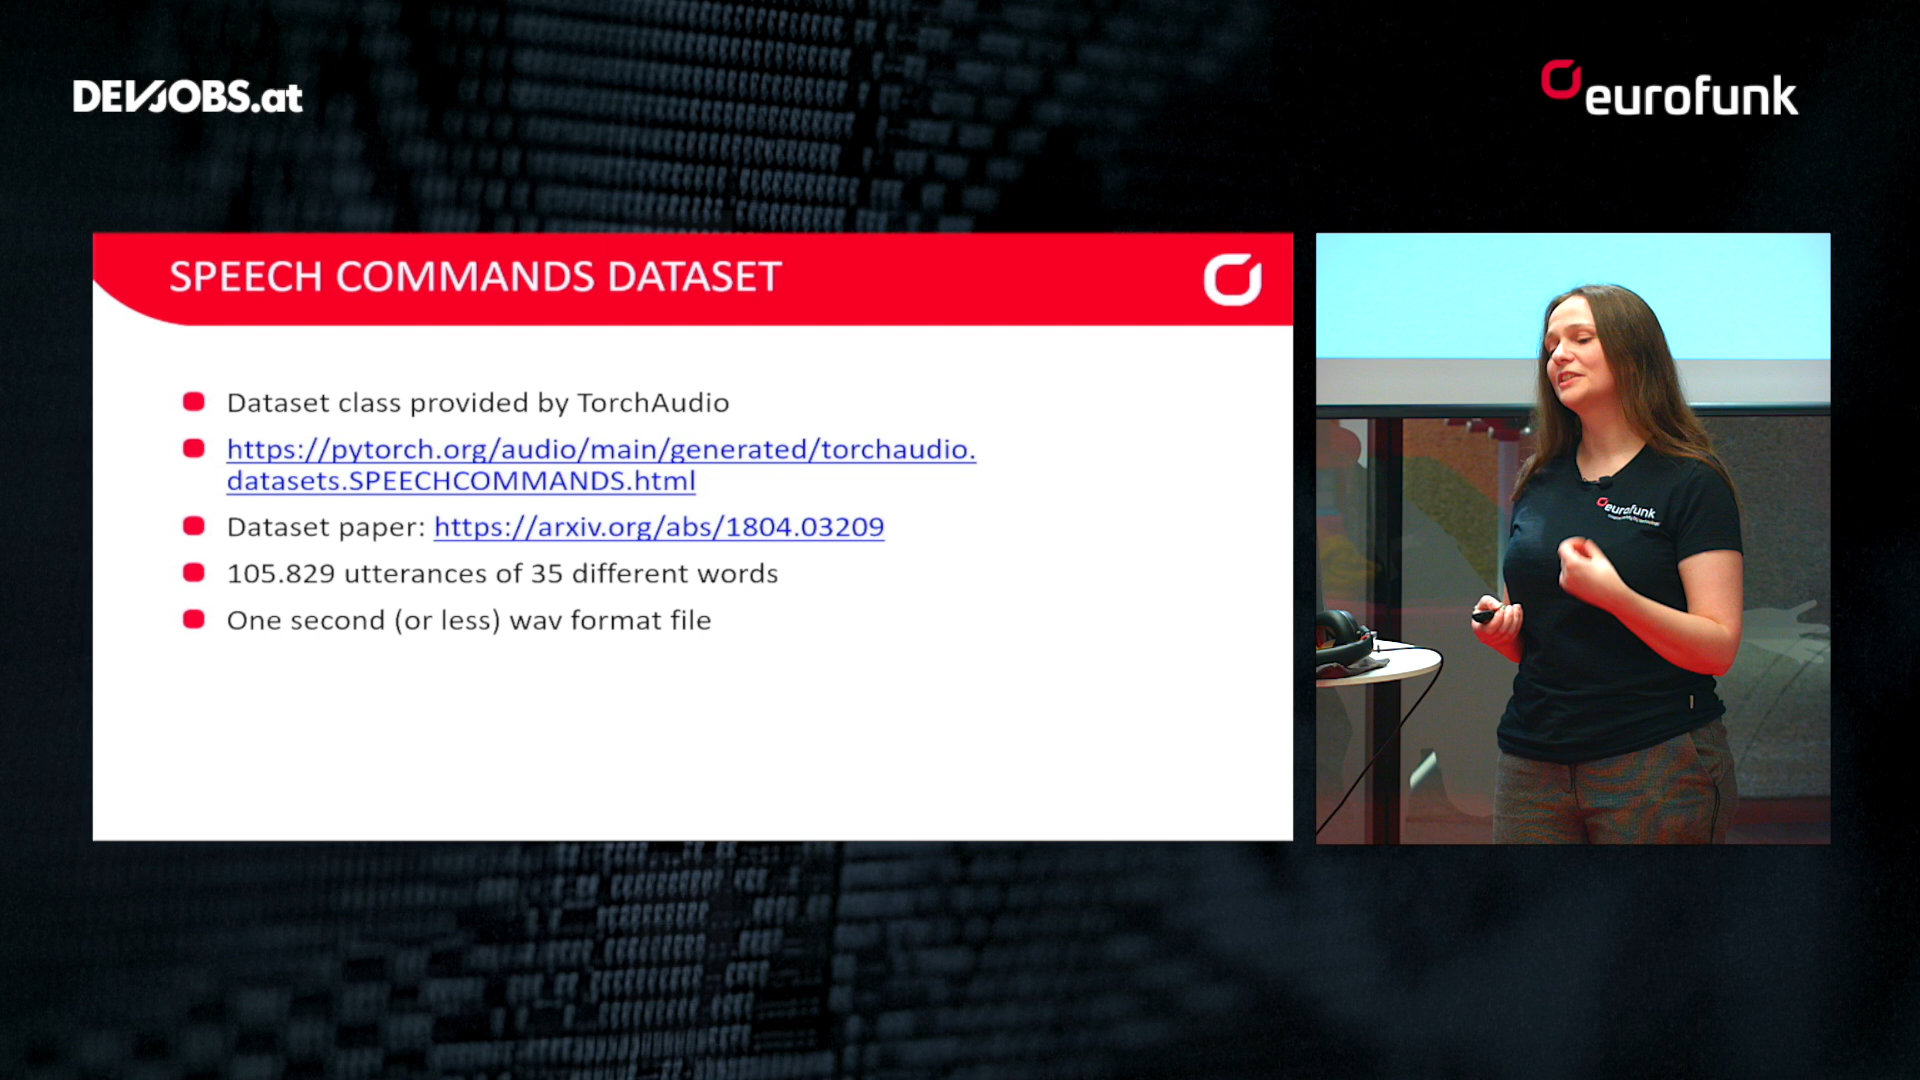 DEVJOBS.at
eurofunk
SPEECH COMMANDS DATASET
Dataset class provided by TorchAudio
https://pytorch.org/audio/main/generated/torchaudio.
datasets.SPEECHCOMMANDS.html
Dataset paper: https://arxiv.org/abs/1804.03209
105.829 utterances of 35 different words
One second (or less) wav format file
eurofunk